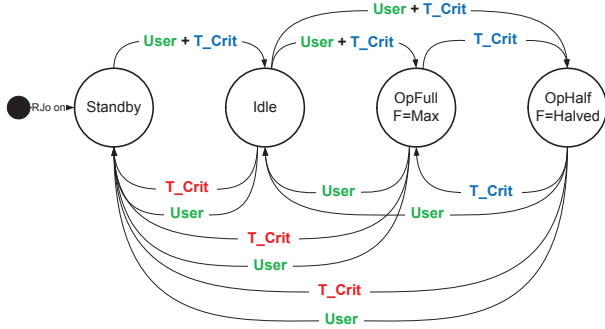 User + T_Crit
User + T_Crit
User + T_Crit
T_Crit
RJo on
Standby
Idle
OpFull
F=Max
OpHalf
F=Halved
T_Crit
User
T_Crit
User
User
T_Crit
User
T_Crit
User